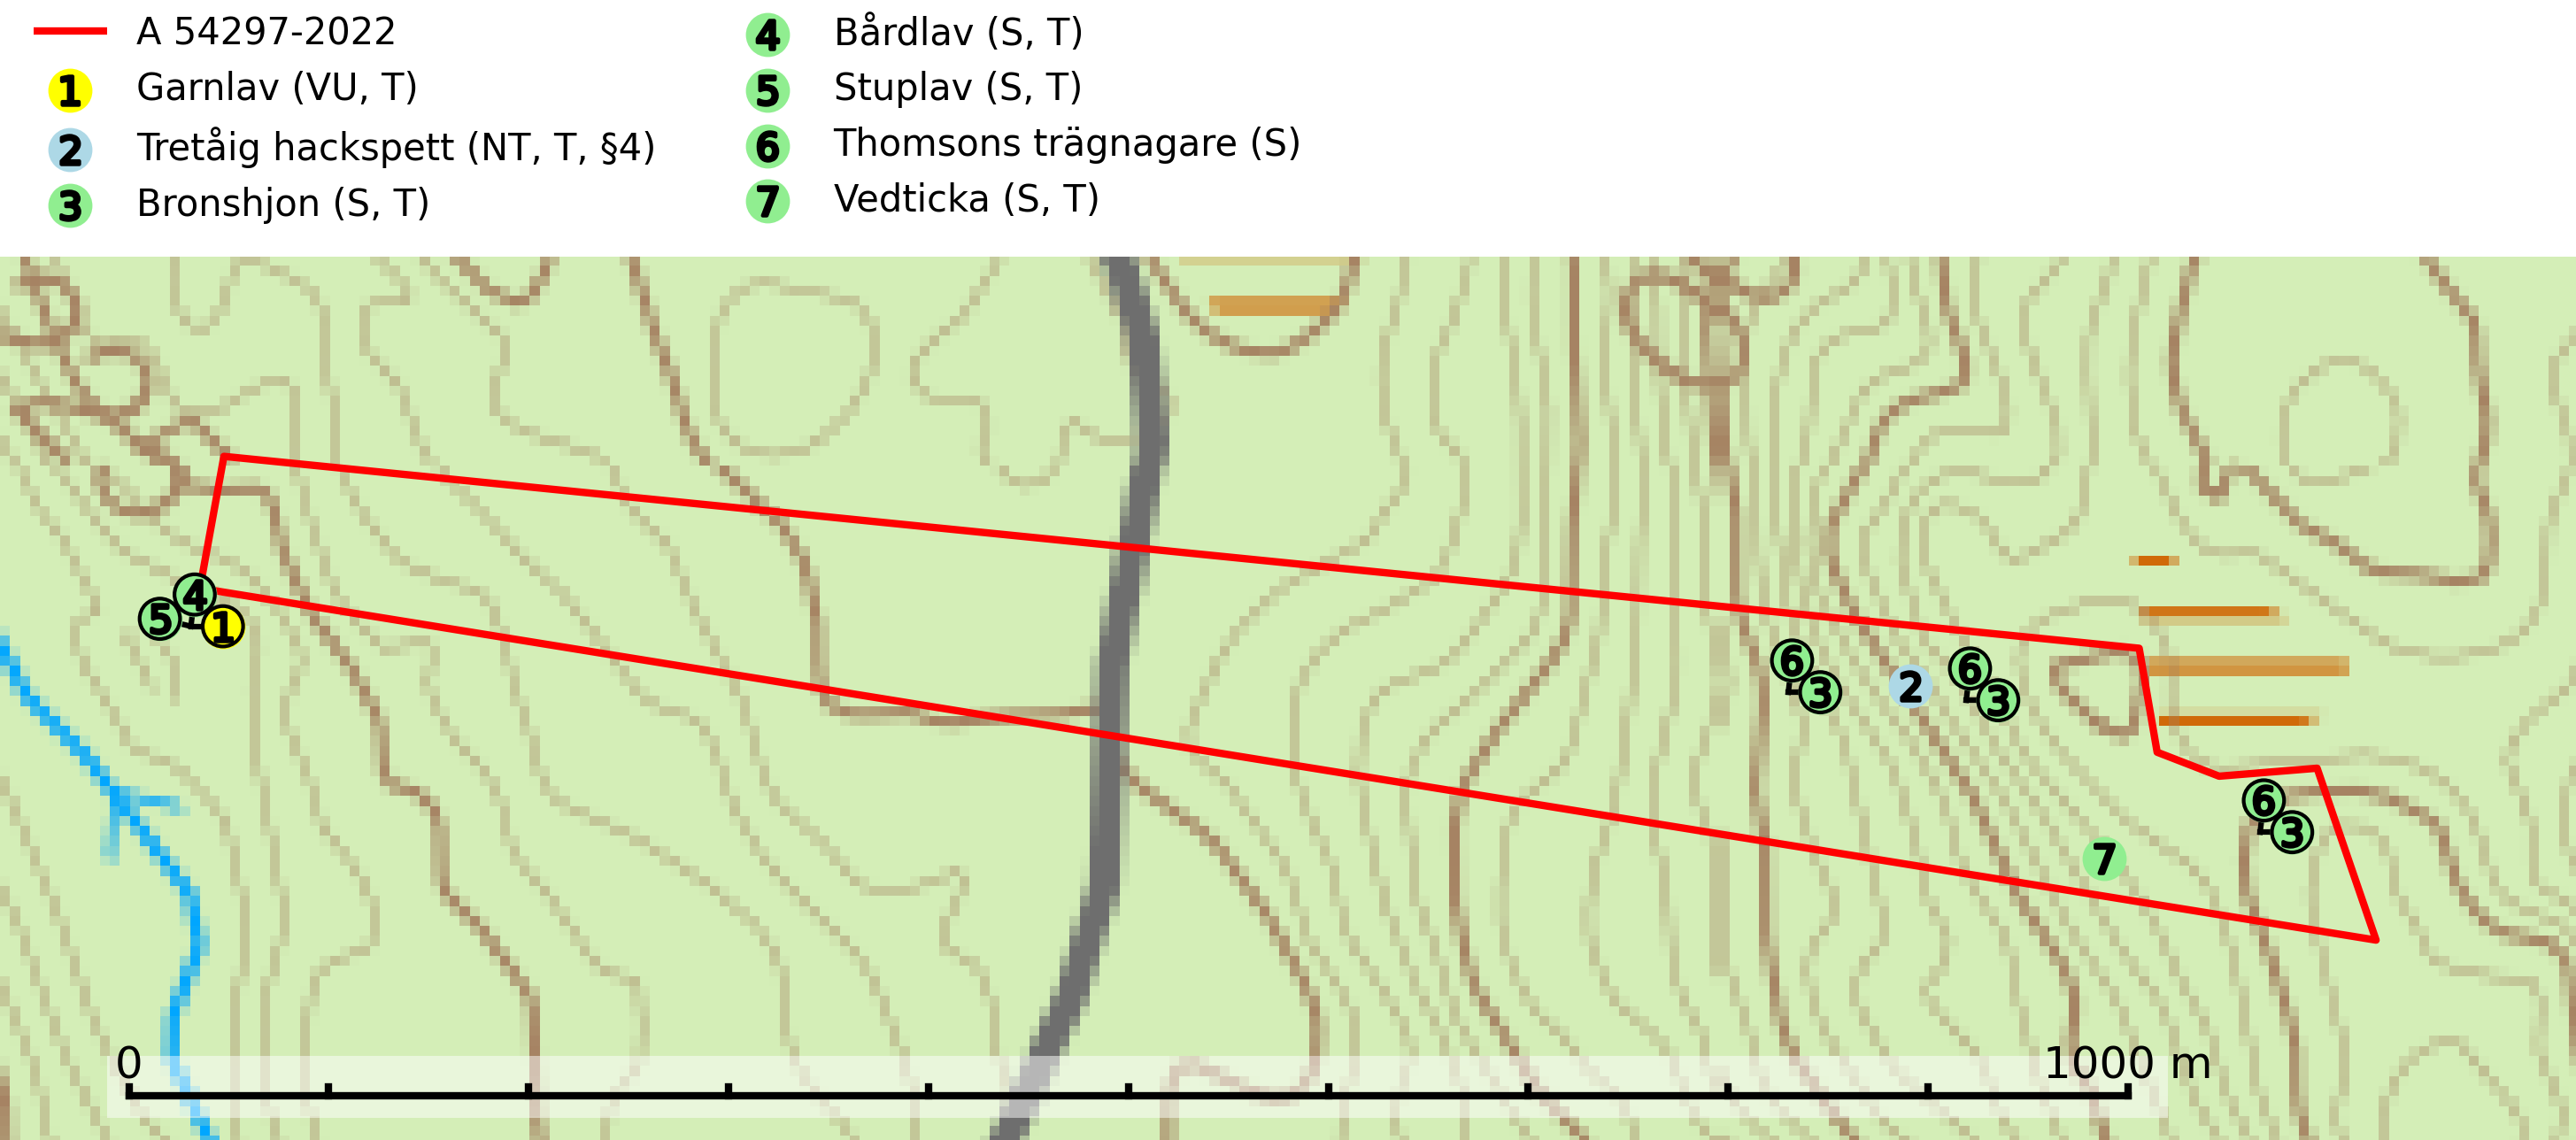 A 54297-2022
1 Garnlav (VU, T)
2 Tretåig hackspett (NT, T, §4)
3 Bronshjon (S, T)
4 Bårdlav (S, T)
5 Stuplav (S, T)
6 Thomsons trägnagare (S)
7 Vedticka (S, T)
4
5
1
6
3
2
6
3
6
3
7
0
1000 m